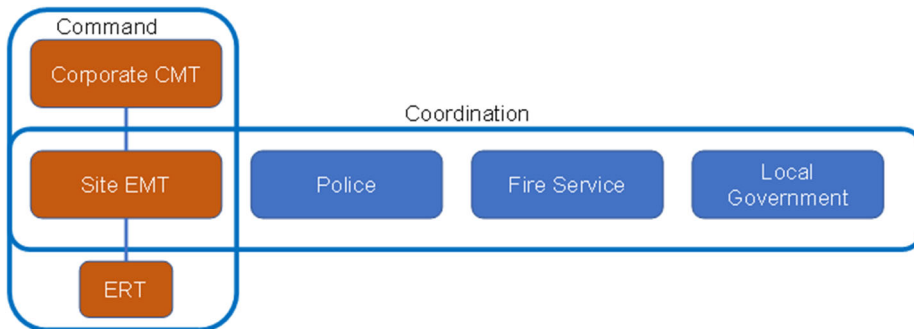 Command
Corporate CMT
Coordination
Site EMT
Police
Fire Service
Local
Government
ERT